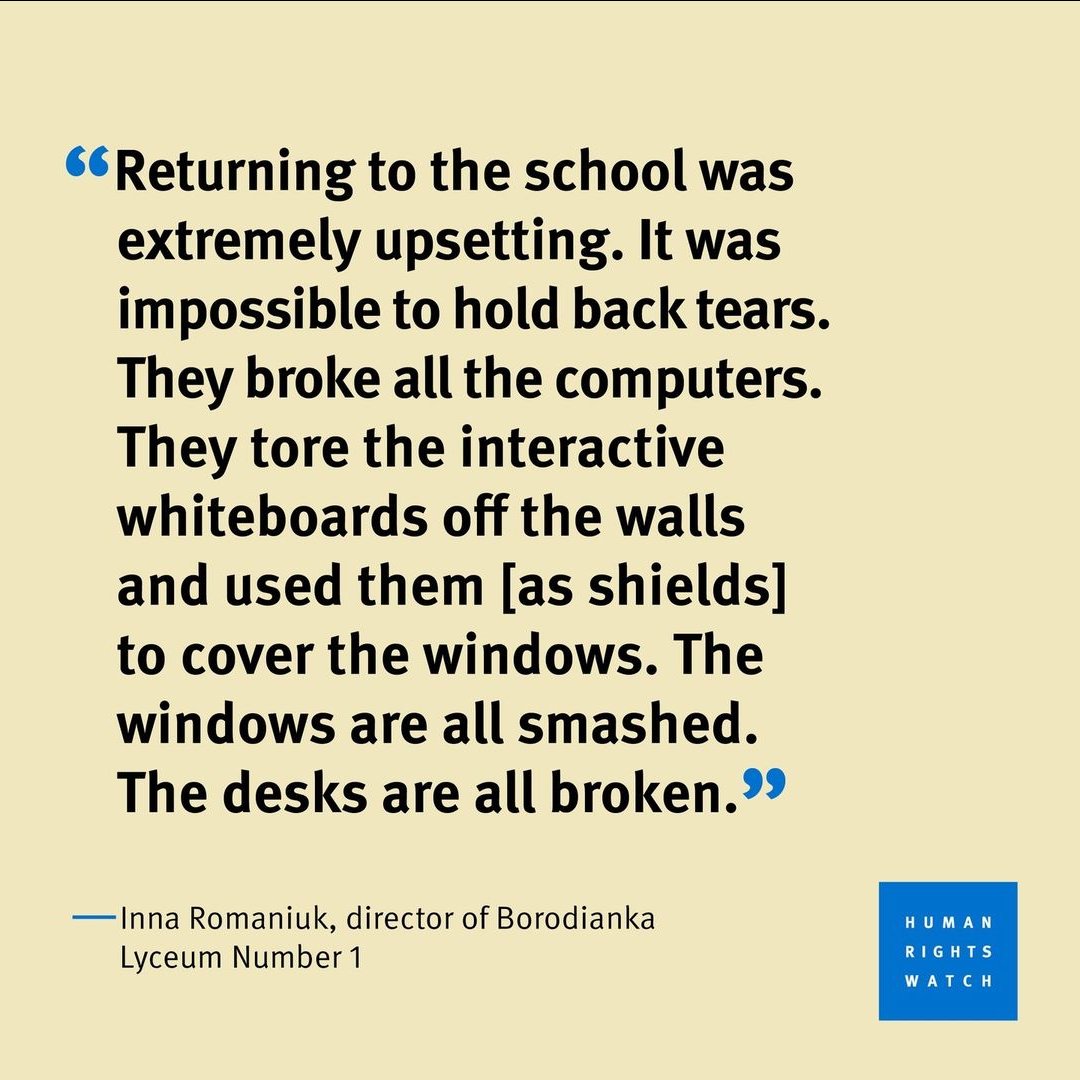 “Returning to the school was
extremely upsetting. It was
impossible to hold back tears.
They broke all the computers.
They tore the interactive
whiteboards off the walls
and used them [as shields]
to cover the windows. The
windows are all smashed.
The desks are all broken.”
—Inna Romaniuk, director of Borodianka
Lyceum Number 1
HUMAN
RIGHTS
WATCH